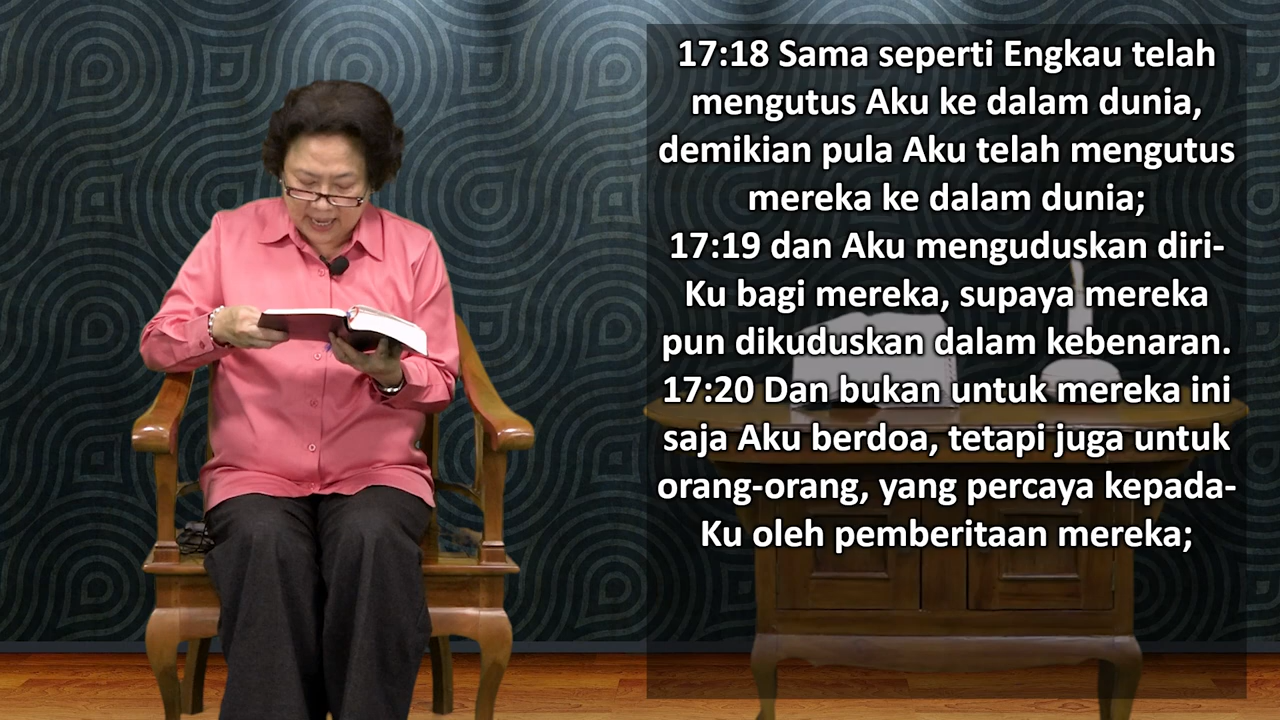 17:18 Sama seperti Engkau telah
mengutus Aku ke dalam dunia,
demikian pula Aku telah mengutus
mereka ke dalam dunia;
17:19 dan Aku menguduskan diri-
Ku bagi mereka, supaya mereka
pun dikuduskan dalam kebenaran.
17:20 Dan bukan untuk mereka ini
saja Aku berdoa, tetapi juga untuk
orang-orang, yang percaya kepada-
Ku oleh pemberitaan mereka;